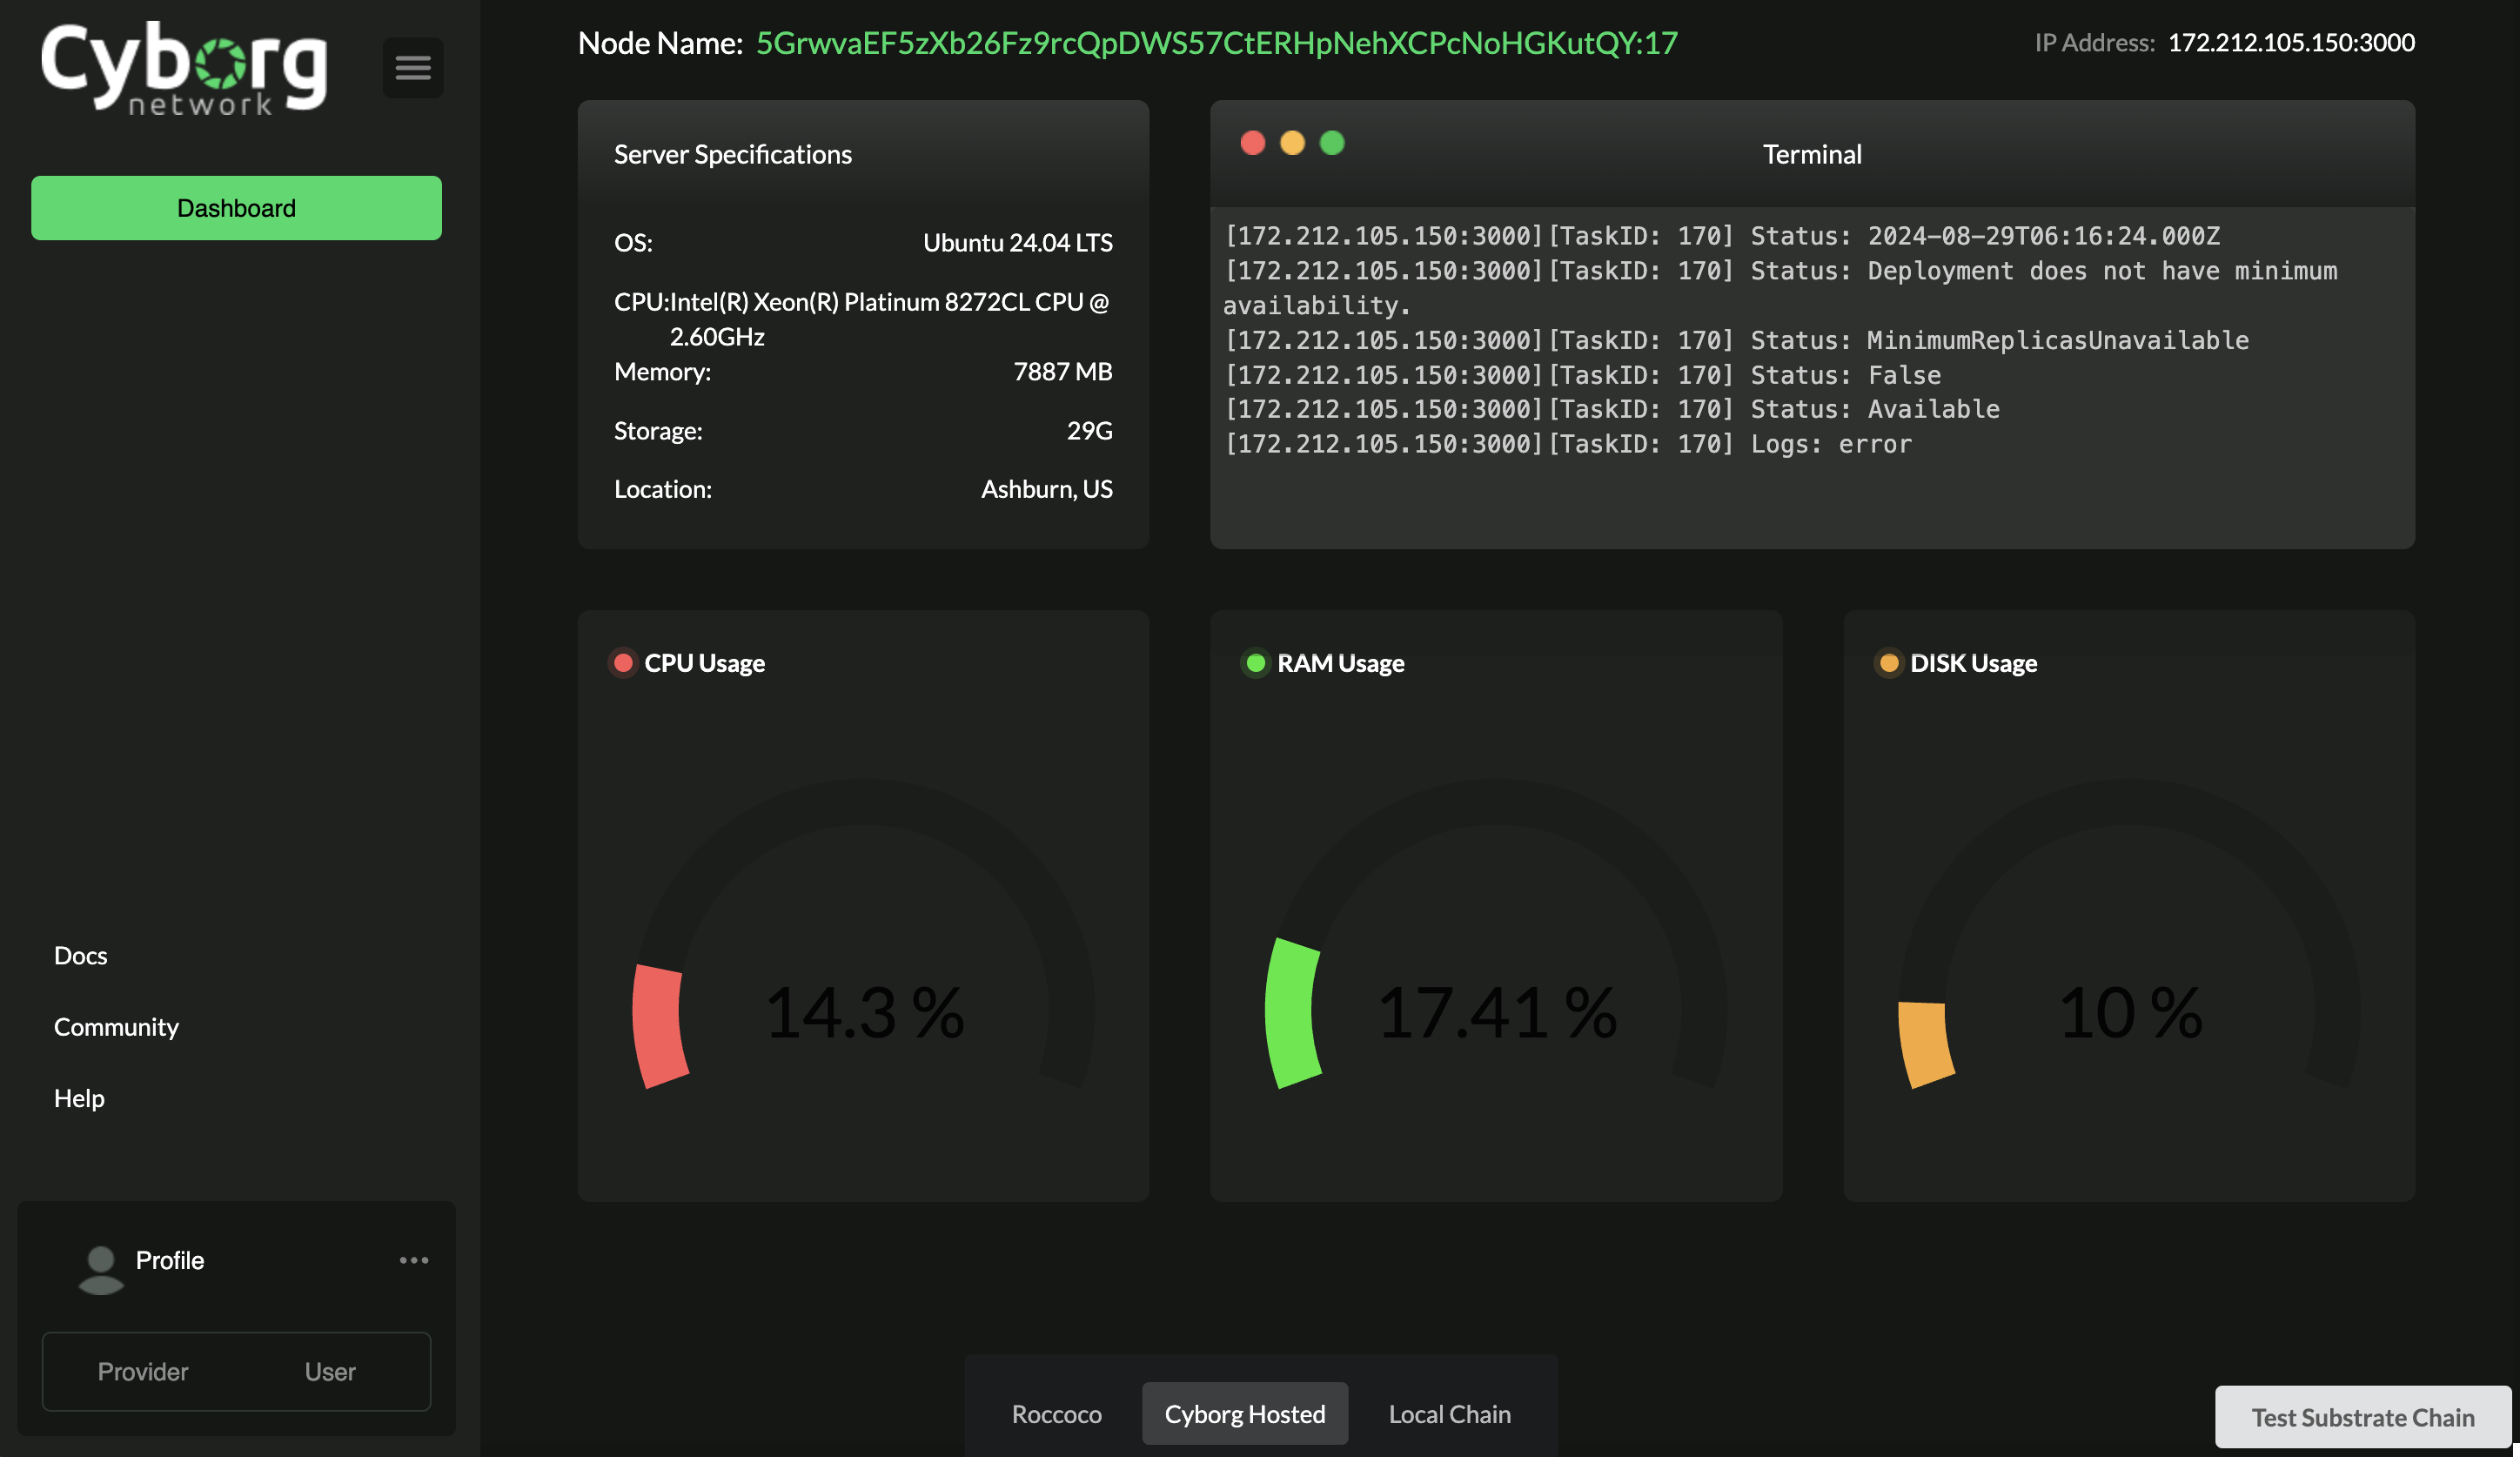 Cyborg
network
Dashboard
Docs
Community
Help
Profile
Provider User
Node Name: 5GrwvaEF5zXb26Fz9rcQpDWS57CtERHpNehXCPcNoHGKutQY:17
IP Address: 172.212.105.150:3000
Server Specifications
OS: Ubuntu 24.04 LTS
CPU:Intel(R) Xeon(R) Platinum 8272CL CPU @
2.60GHz
Memory: 7887 MB
Storage: 29G
Location: Ashburn, US
Terminal
[172.212.105.150:3000][TaskID: 170] Status: 2024-08-29T06:16:24.000Z
[172.212.105.150:3000][TaskID: 170] Status: Deployment does not have minimum
availability.
[172.212.105.150:3000][TaskID: 170] Status: MinimumReplicasUnavailable
[172.212.105.150:3000][TaskID: 170] Status: False
[172.212.105.150:3000][TaskID: 170] Status: Available
[172.212.105.150:3000][TaskID: 170] Logs: error
CPU Usage
14.3 %
RAM Usage
17.41 %
DISK Usage
10 %
Roccoco Cyborg Hosted Local Chain
Test Substrate Chain